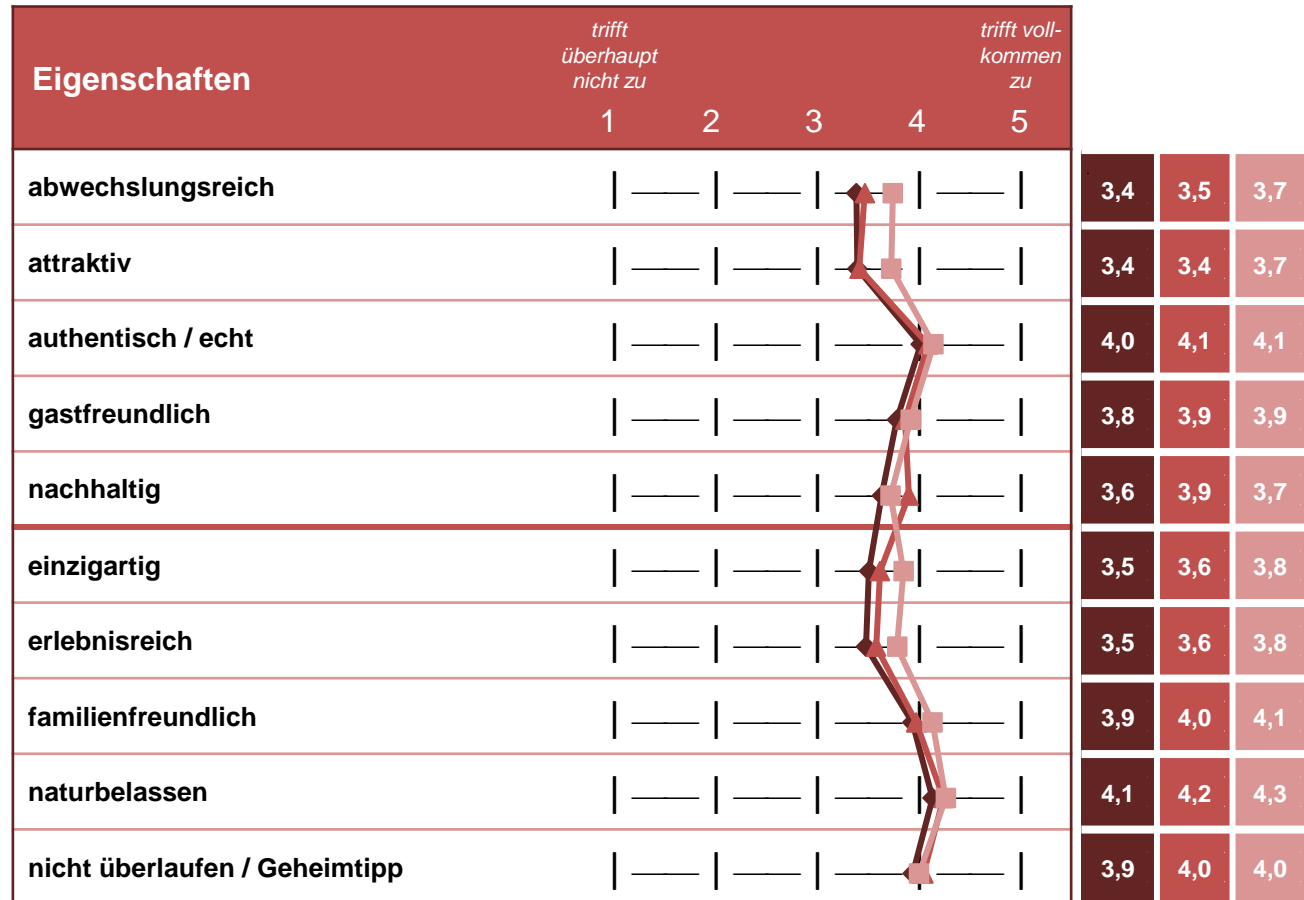 Eigenschaften
trifft
überhaupt
nicht zu
trifft voll-
kommen
zu
1 2 3 4 5
abwechslungsreich 3,4 3,5 3,7
attraktiv 3,4 3,4 3,7
authentisch / echt 4,0 4,1 4,1
gastfreundlich 3,8 3,9 3,9
nachhaltig 3,6 3,9 3,7
einzigartig 3,5 3,6 3,8
erlebnisreich 3,5 3,6 3,8
familienfreundlich 3,9 4,0 4,1
naturbelassen 4,1 4,2 4,3
nicht überlaufen / Geheimtipp 3,9 4,0 4,0